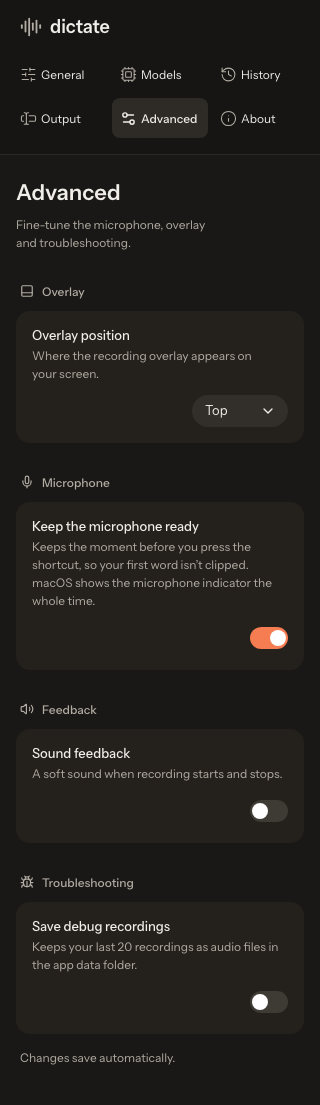 dictate
General
Models
History
Output
Advanced
About
Advanced
Fine-tune the microphone, overlay
and troubleshooting.
Overlay
Overlay position
Where the recording overlay appears on
your screen.
Top
Microphone
Keep the microphone ready
Keeps the moment before you press the
shortcut, so your first word isn't clipped.
macOS shows the microphone indicator the
whole time.
Feedback
Sound feedback
A soft sound when recording starts and stops.
Troubleshooting
Save debug recordings
Keeps your last 20 recordings as audio files in
the app data folder.
Changes save automatically.